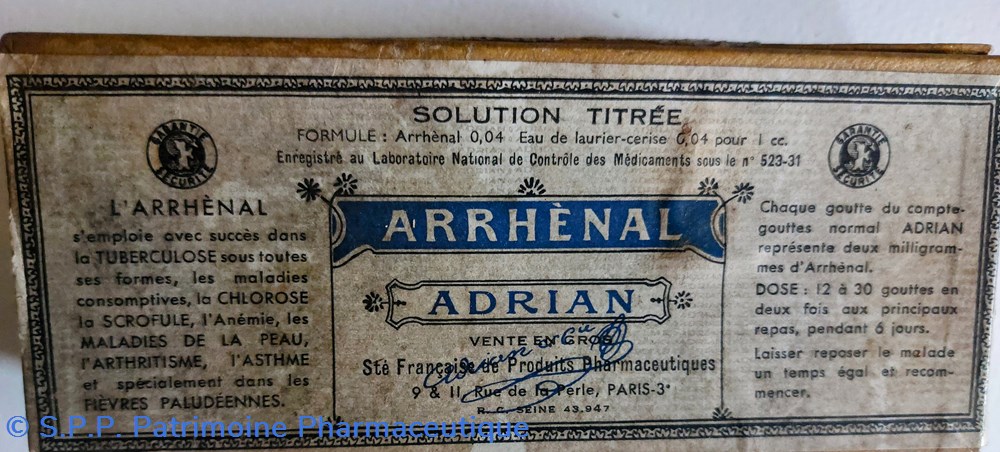 SOLUTION TITRÉE
FORMULE : Arrhènal 0,04 Eau de laurier-cerise 0,04 pour 1 cc.
Enregistré au Laboratoire National de Contrôle des Médicaments sous le n° 523-31
GARANTIE
SÉCURITÉ
GARANTIE
SÉCURITÉ
L'ARRHÈNAL
s'emploie avec succès dans
la TUBERCULOSE sous toutes
ses formes, les maladies
consomptives, la CHLOROSE
la SCROFULE, l'Anémie, les
MALADIES DE LA PEAU,
l'ARTHRITISME, l'ASTHME
et spécialement dans les
FIÈVRES PALUDÉENNES.
ARRHÈNAL
ADRIAN
VENTE EN GROS
Adrian & Cie
Sté Française de Produits Pharmaceutiques
9 & 11, Rue de la Perle, PARIS-3e
R. C. SEINE 43.947
Chaque goutte du compte-
gouttes normal ADRIAN
représente deux milligram-
mes d'Arrhènal.
DOSE : 12 à 30 gouttes en
deux fois aux principaux
repas, pendant 6 jours.
Laisser reposer le malade
un temps égal et recom-
mencer.
© S.P.P. Patrimoine Pharmaceutique